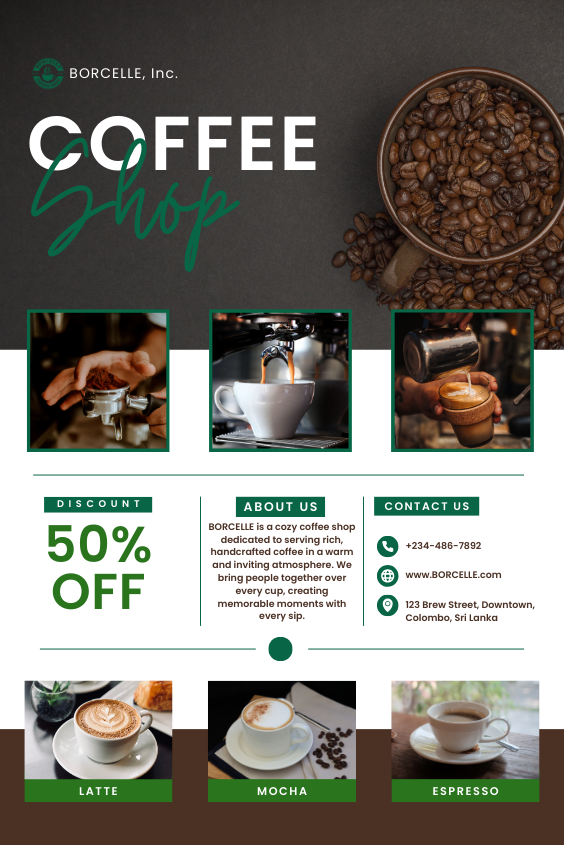 BORCELLE, Inc.
COFFEE
Shop
DISCOUNT
50%
OFF
ABOUT US
BORCELLE is a cozy coffee shop
dedicated to serving rich,
handcrafted coffee in a warm
and inviting atmosphere. We
bring people together over
every cup, creating
memorable moments with
every sip.
CONTACT US
+234-486-7892
www.BORCELLE.com
123 Brew Street, Downtown,
Colombo, Sri Lanka
LATTE
MOCHA
ESPRESSO